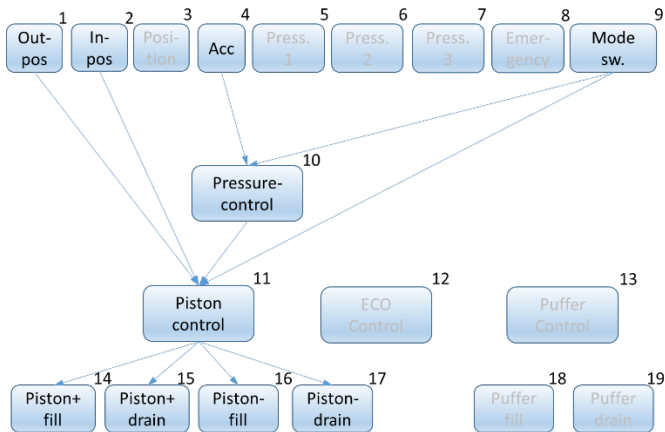 1 2 3 4 5 6 7 8 9
Out-
pos
In-
pos
Posi-
tion
Acc
Press.
1
Press.
2
Press.
3
Emer-
gency
Mode
sw.
10
Pressure-
control
11 12 13
Piston
control
ECO
Control
Puffer
Control
14 15 16 17 18 19
Piston+
fill
Piston+
drain
Piston-
fill
Piston-
drain
Puffer
fill
Puffer
drain